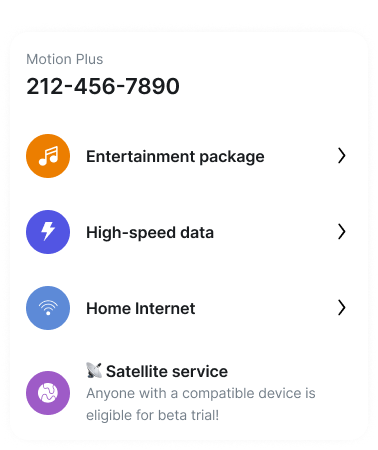 Motion Plus
212-456-7890
Entertainment package
High-speed data
Home Internet
📡 Satellite service
Anyone with a compatible device is
eligible for beta trial!